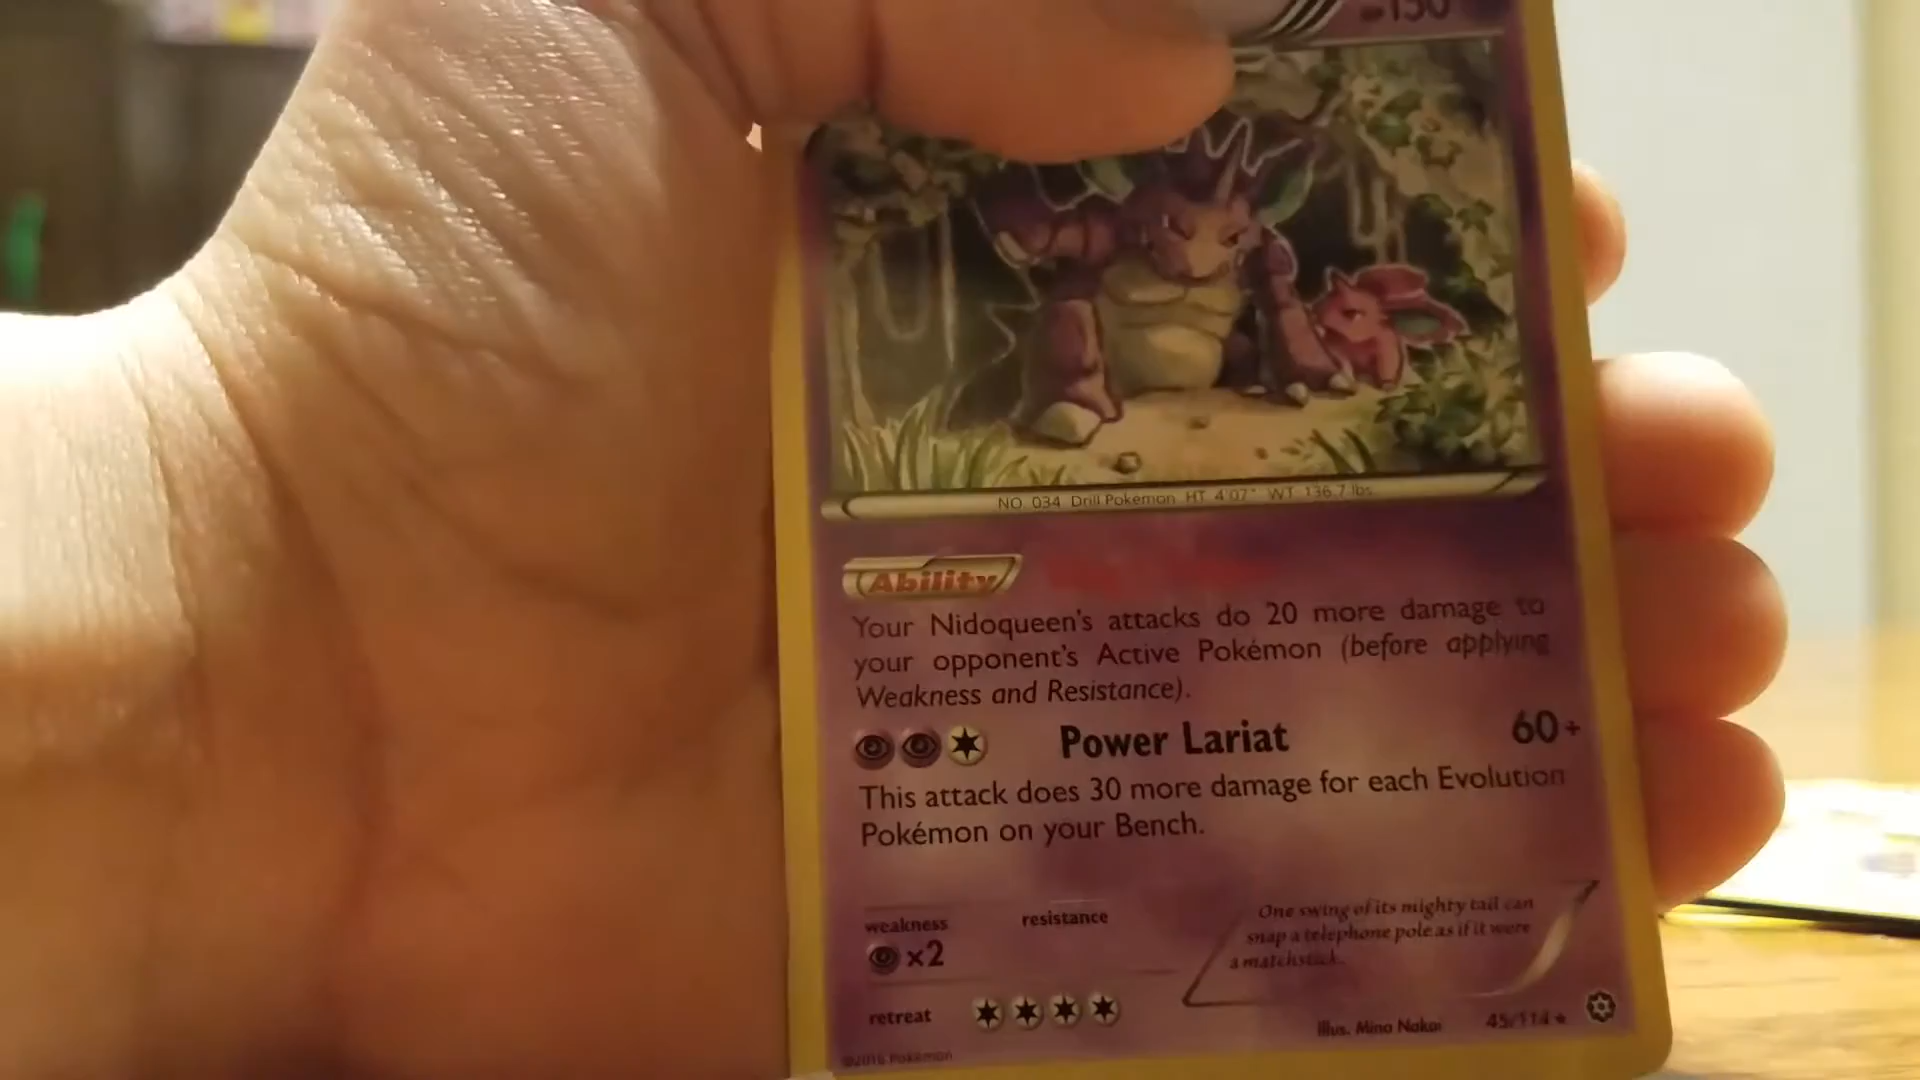 150
NO. 034 Drill Pokémon HT 4'07" WT 136.7 lbs.
Ability
Your Nidoqueen's attacks do 20 more damage to
your opponent's Active Pokémon (before applying
Weakness and Resistance).
Power Lariat 60+
This attack does 30 more damage for each Evolution
Pokémon on your Bench.
weakness resistance
×2
One swing of its mighty tail can
snap a telephone pole as if it were
a matchstick.
retreat
Illus. Mina Nakai 45/114
©2016 Pokémon